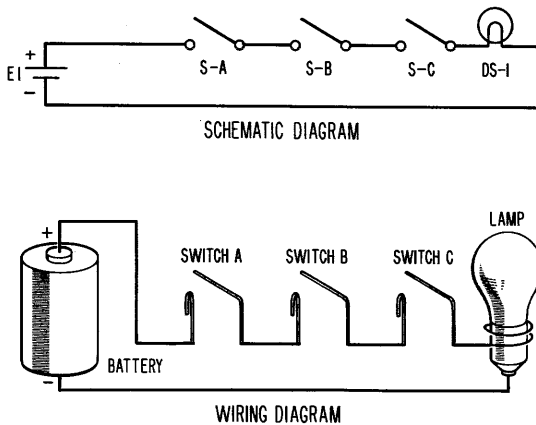 +
E1
−
S-A S-B S-C DS-1
SCHEMATIC DIAGRAM
LAMP
+
SWITCH A SWITCH B SWITCH C
BATTERY
−
WIRING DIAGRAM